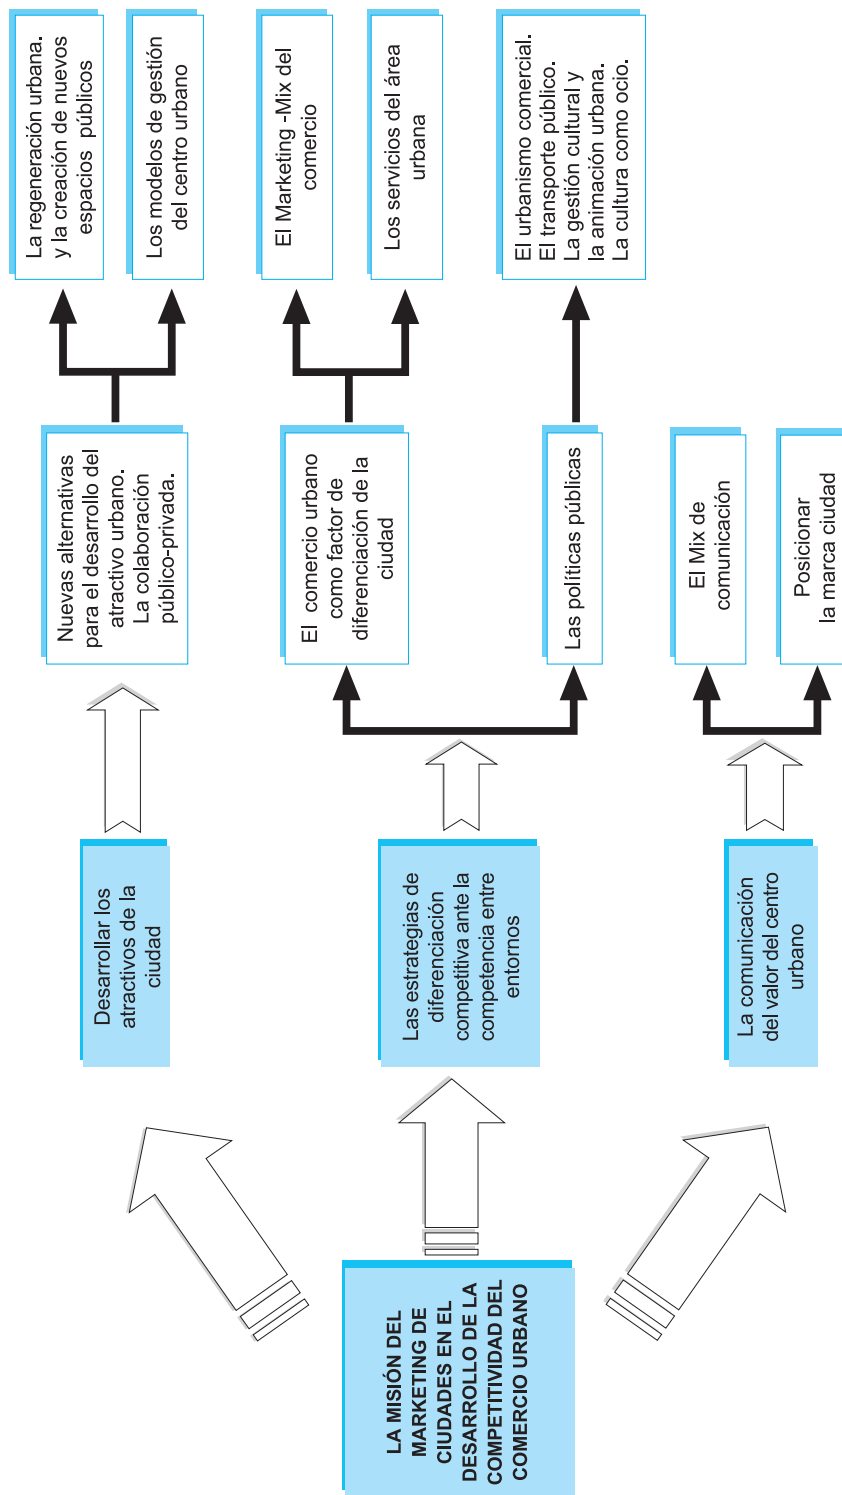 LA MISIÓN DEL
MARKETING DE
CIUDADES EN EL
DESARROLLO DE LA
COMPETITIVIDAD DEL
COMERCIO URBANO
Desarrollar los
atractivos de la
ciudad
Nuevas alternativas
para el desarrollo del
atractivo urbano.
La colaboración
público-privada.
La regeneración urbana.
y la creación de nuevos
espacios públicos
Los modelos de gestión
del centro urbano
Las estrategias de
diferenciación
competitiva ante la
competencia entre
entornos
El comercio urbano
como factor de
diferenciación de la
ciudad
El Marketing -Mix del
comercio
Los servicios del área
urbana
Las políticas públicas
El urbanismo comercial.
El transporte público.
La gestión cultural y
la animación urbana.
La cultura como ocio.
La comunicación
del valor del centro
urbano
El Mix de
comunicación
Posicionar
la marca ciudad